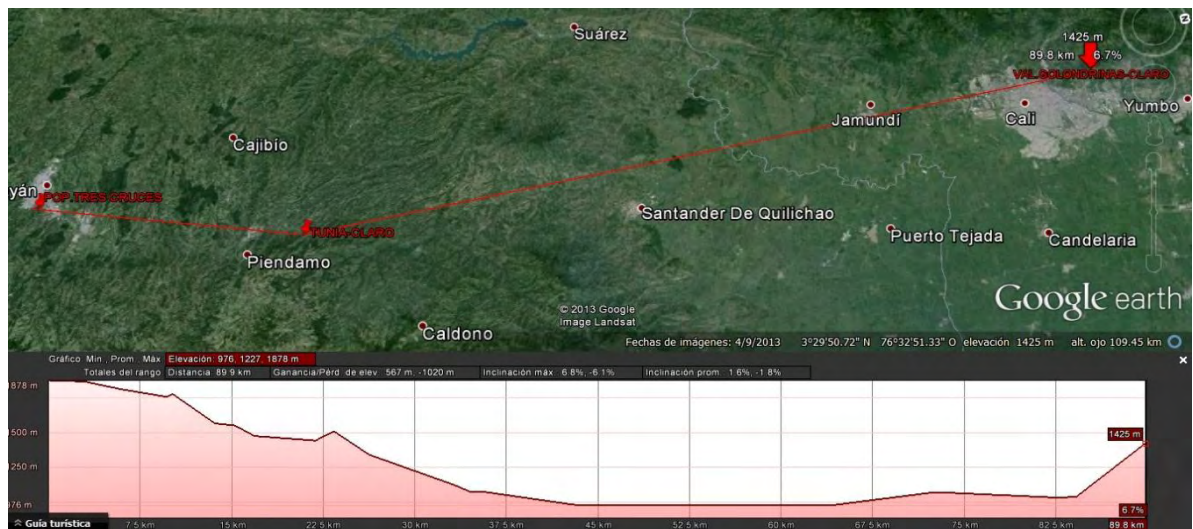 Suárez
1425 m
89.8 km 6.7%
VAL.GOLONDRINAS-CLARO
Yumbo
Jamundí
Cali
Cajibío
yán
POP.TRES CRUCES
TUNIA-CLARO
Santander De Quilichao
Piendamo
Puerto Tejada
Candelaria
Caldono
© 2013 Google
Image Landsat
Google earth
Fechas de imágenes: 4/9/2013 3°29'50.72" N 76°32'51.33" O elevación 1425 m alt. ojo 109.45 km
Gráfico Min., Prom. Máx Elevación: 976, 1227, 1878 m
Totales del rango Distancia 89.9 km Ganancia/Pérd de elev 567 m, -1020 m Inclinación máx 6.8%, -6.1% Inclinación prom. 1.6%, -1.8%
1878 m
1500 m
1250 m
976 m
1425 m
6.7%
7.5 km 15 km 22.5 km 30 km 37.5 km 45 km 52.5 km 60 km 67.5 km 75 km 82.5 km 89.8 km
Guía turística